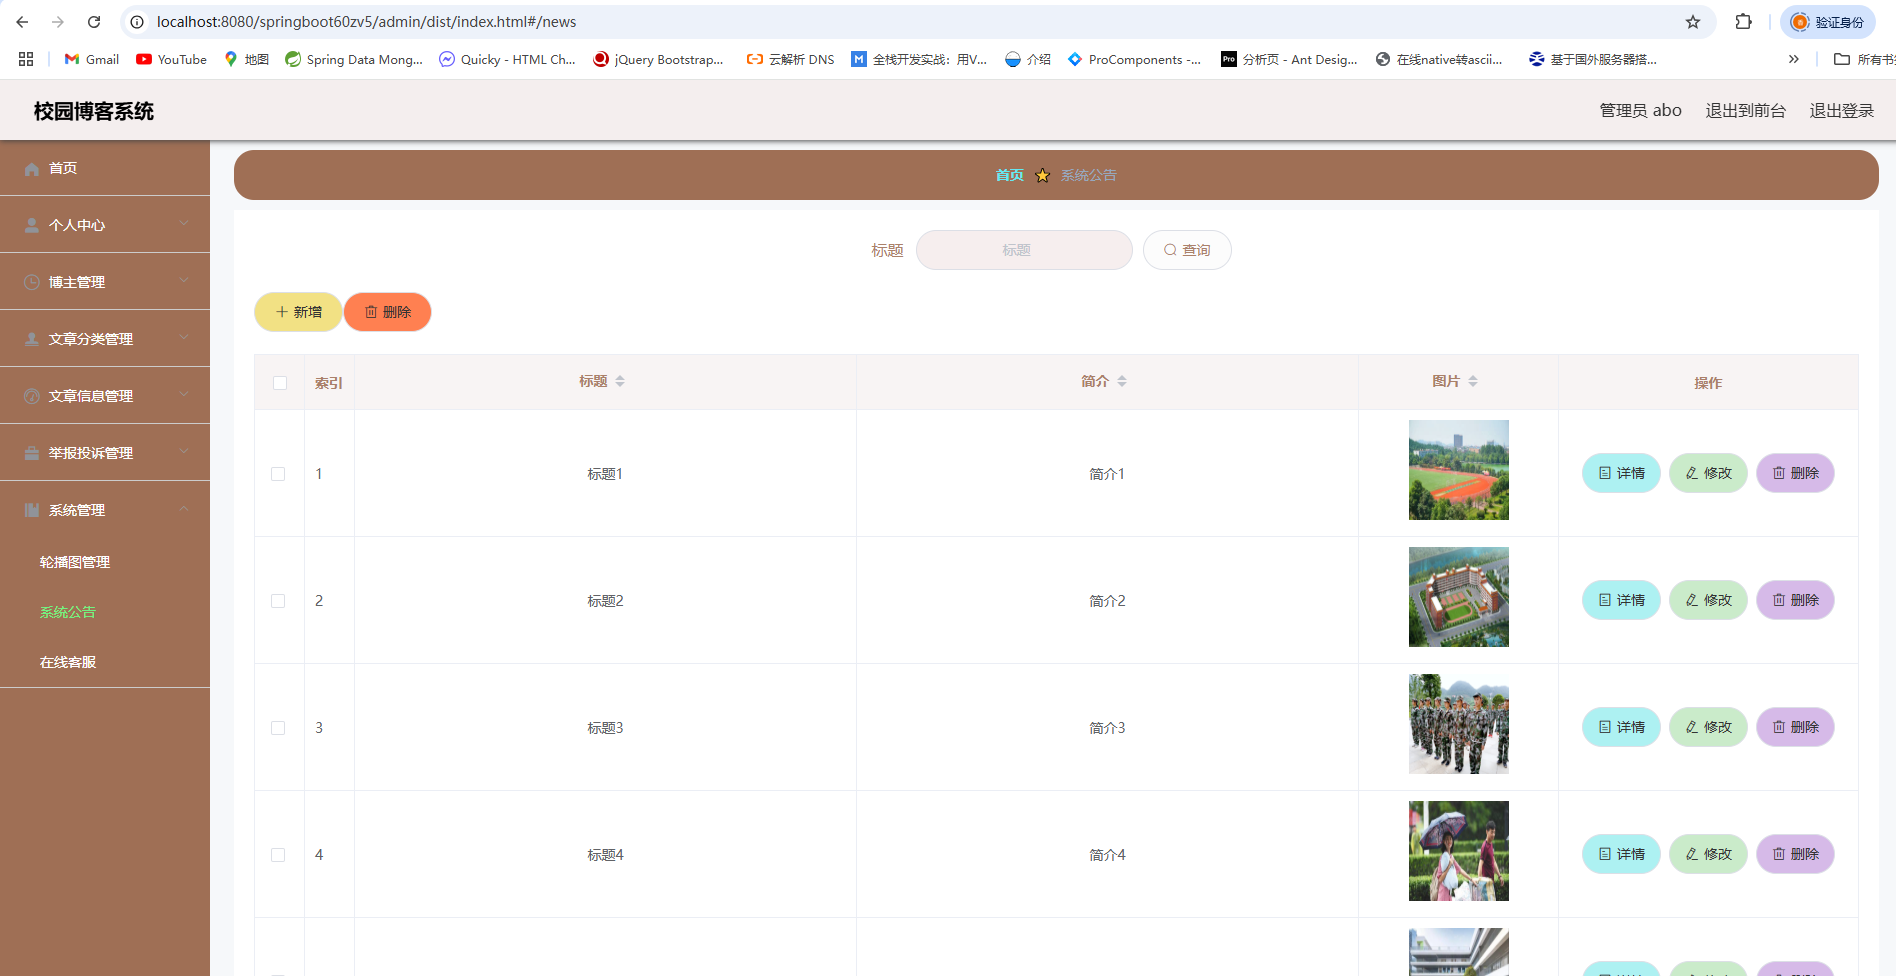 localhost:8080/springboot60zv5/admin/dist/index.html#/news
验证身份
Gmail
YouTube
地图
Spring Data Mong...
Quicky - HTML Ch...
jQuery Bootstrap...
云解析 DNS
M
全栈开发实战：用V...
介绍
ProComponents -...
Pro
分析页 - Ant Desig...
在线native转ascii...
基于国外服务器搭...
所有书
校园博客系统
管理员 abo
退出到前台
退出登录
首页
个人中心
博主管理
文章分类管理
文章信息管理
举报投诉管理
系统管理
轮播图管理
系统公告
在线客服
首页
系统公告
标题
标题
查询
新增
删除
索引
标题
简介
图片
操作
1
标题1
简介1
详情
修改
删除
2
标题2
简介2
详情
修改
删除
3
标题3
简介3
详情
修改
删除
4
标题4
简介4
详情
修改
删除